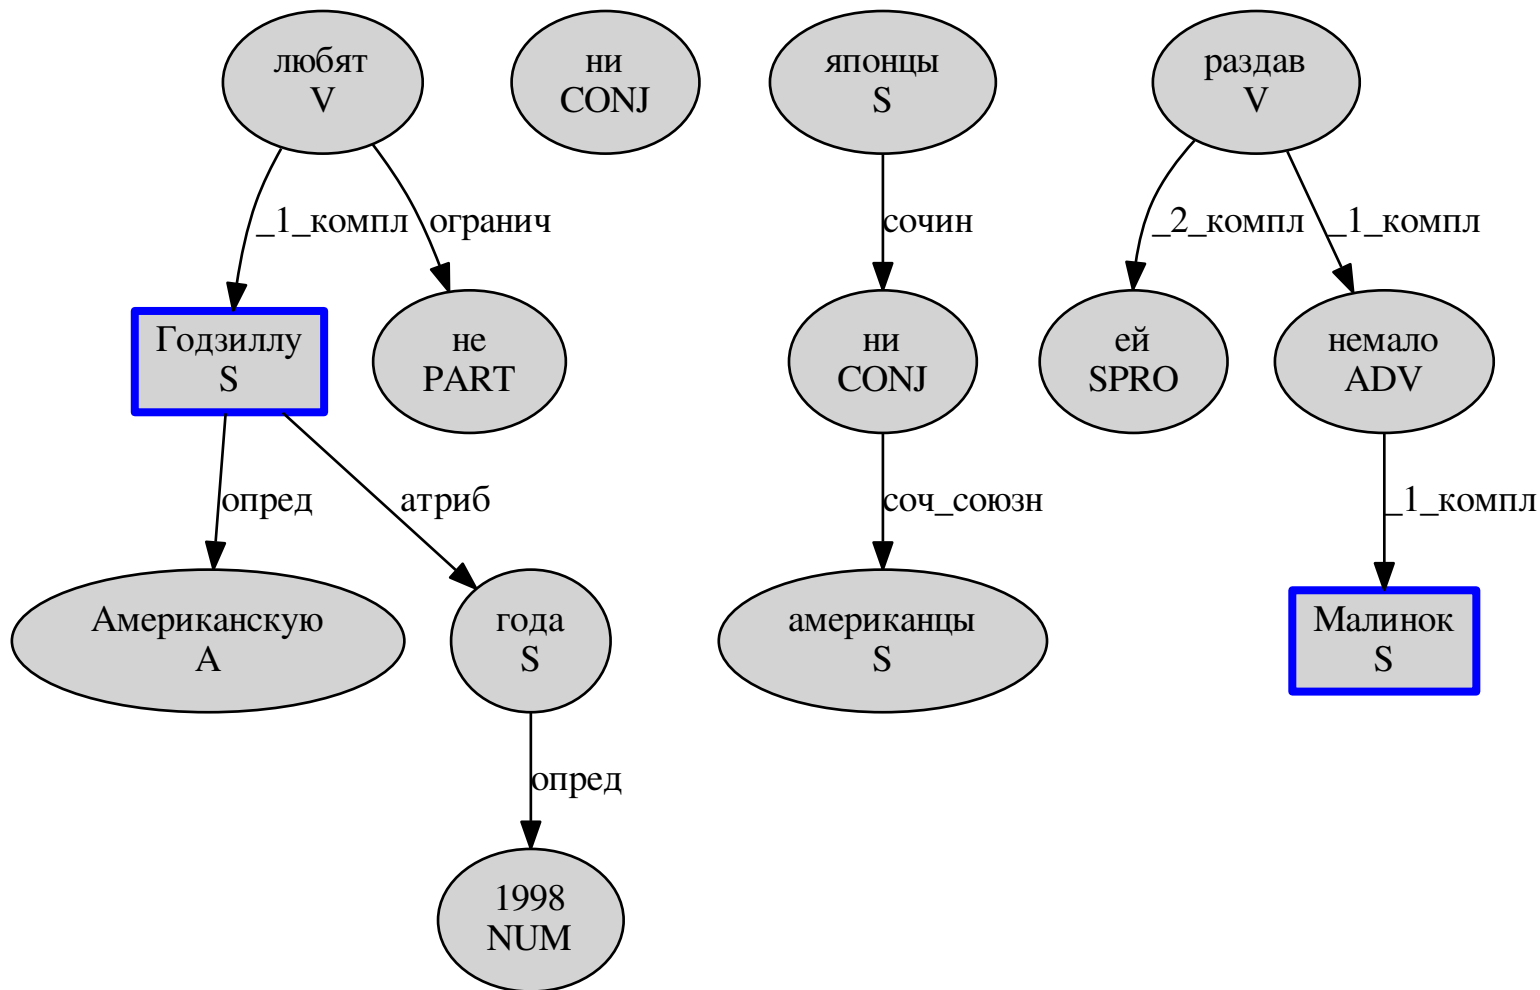 любят
V
ни
CONJ
японцы
S
раздав
V
_1_компл
огранич
сочин
_2_компл
_1_компл
Годзиллу
S
не
PART
ни
CONJ
ей
SPRO
немало
ADV
опред
атриб
соч_союзн
_1_компл
Американскую
A
года
S
американцы
S
Малинок
S
опред
1998
NUM